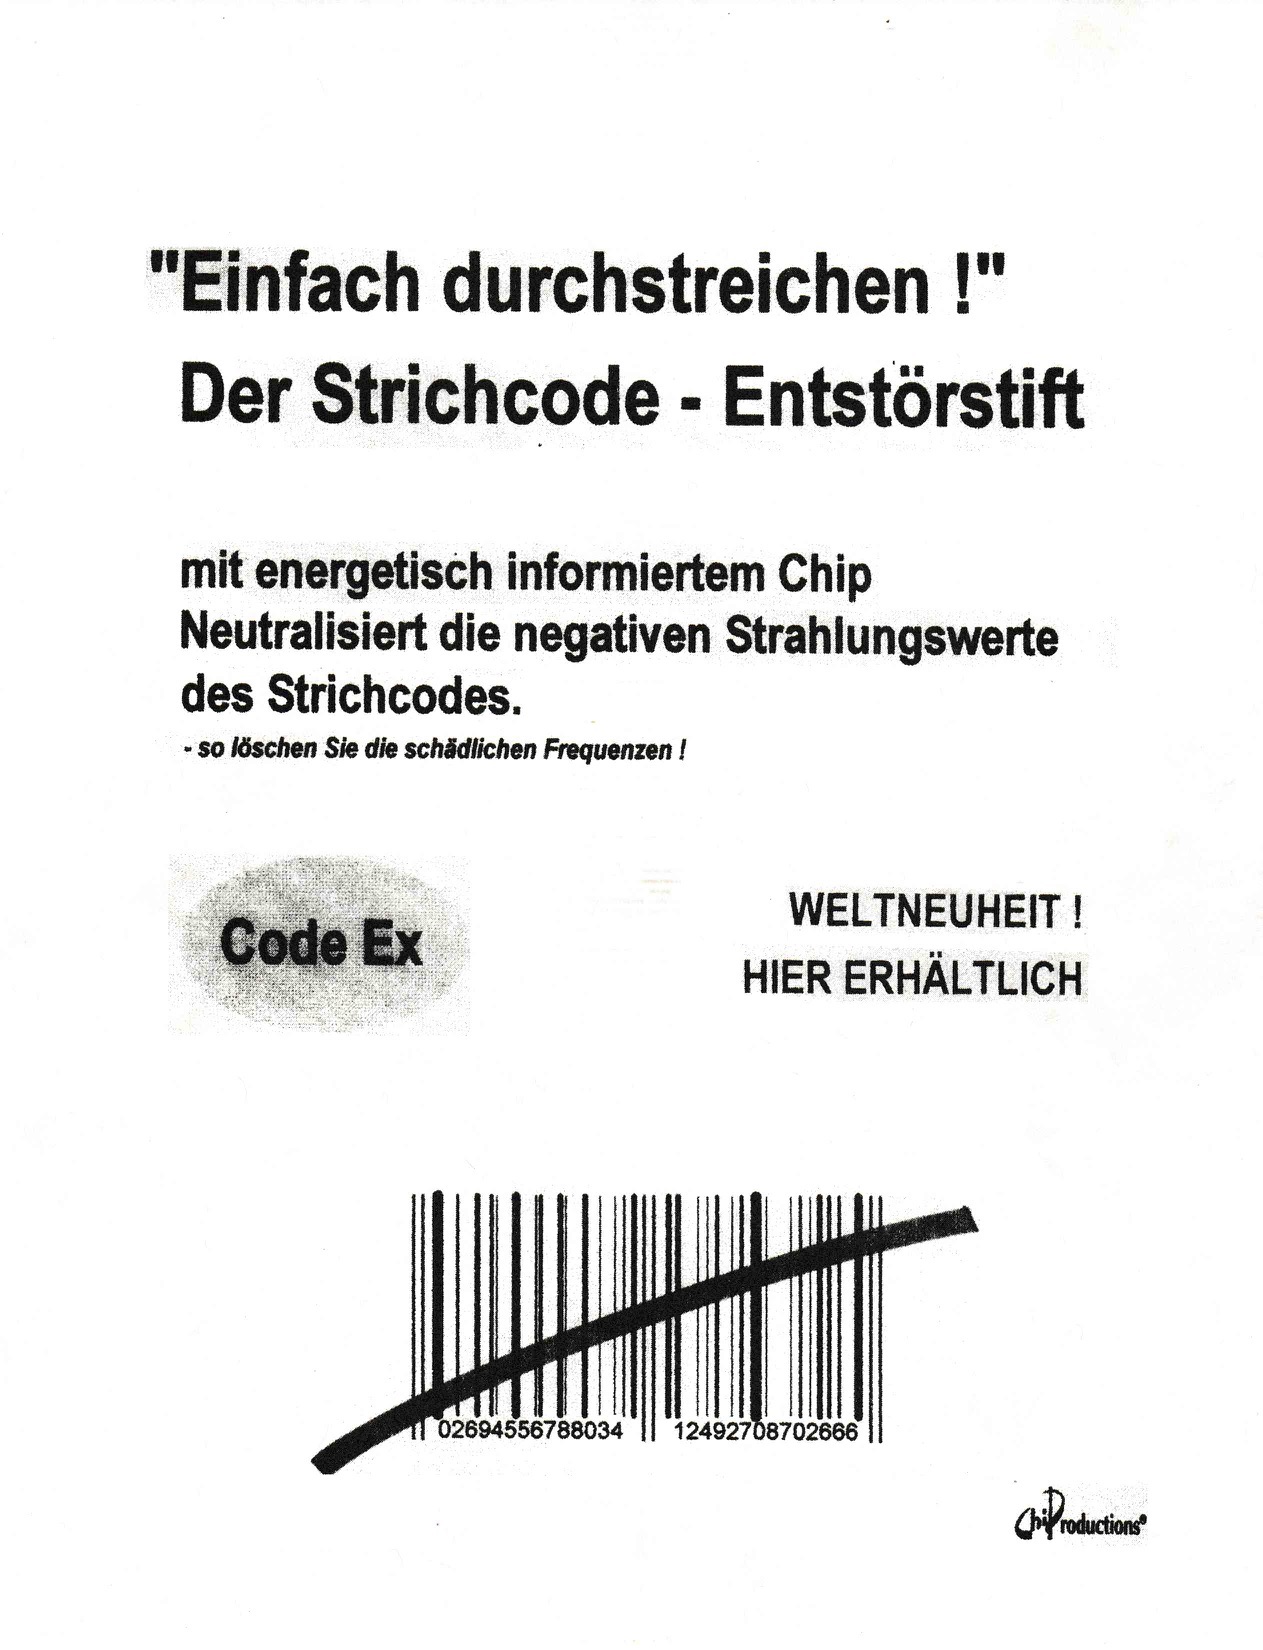 "Einfach durchstreichen !"
Der Strichcode - Entstörstift
mit energetisch informiertem Chip
Neutralisiert die negativen Strahlungswerte
des Strichcodes.
- so löschen Sie die schädlichen Frequenzen !
Code Ex
WELTNEUHEIT !
HIER ERHÄLTLICH
02694556788034 12492708702666
ChiProductions®